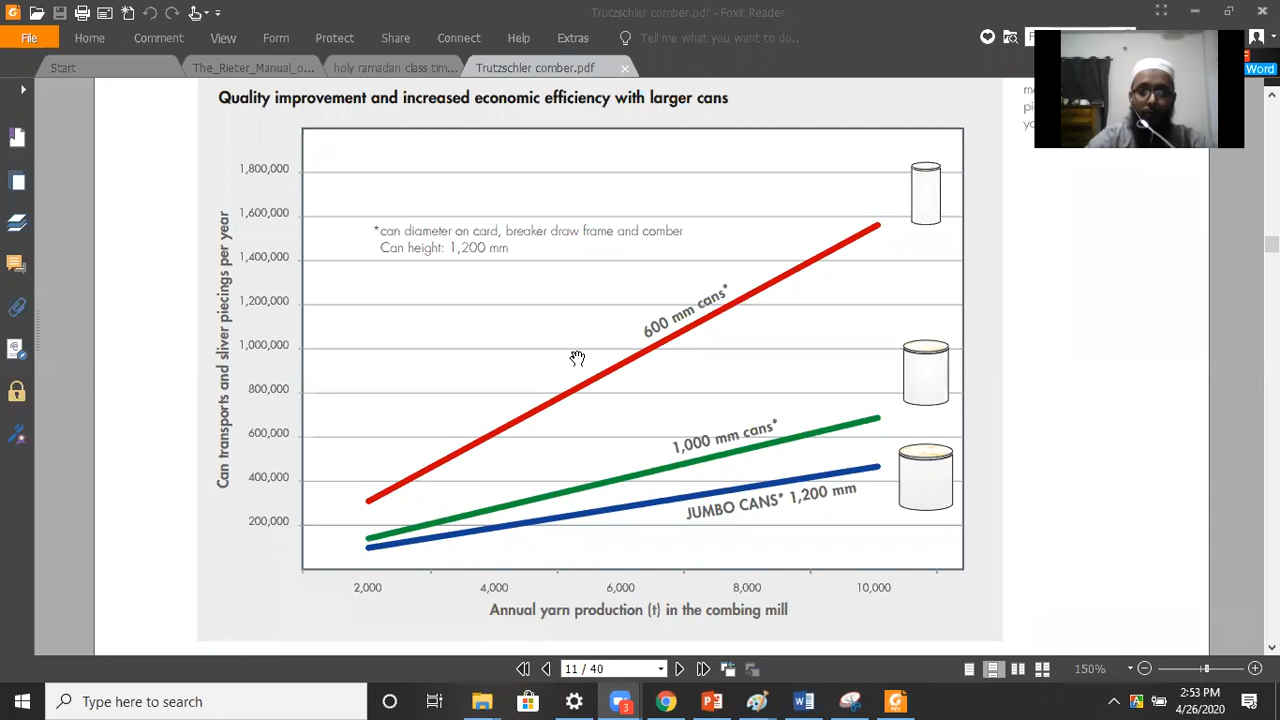 Trutzschler comber.pdf* - Foxit Reader
File Home Comment View Form Protect Share Connect Help Extras Tell me what you want to do...
Word
Start The_Rieter_Manual_o... holy ramadan class tim... Trutzschler comber.pdf
Quality improvement and increased economic efficiency with larger cans
Can transports and sliver piecings per year
1,800,000
1,600,000
*can diameter on card, breaker draw frame and comber
Can height: 1,200 mm
1,400,000
1,200,000
600 mm cans*
1,000,000
800,000
600,000
1,000 mm cans*
400,000
JUMBO CANS* 1,200 mm
200,000
2,000 4,000 6,000 8,000 10,000
Annual yarn production (t) in the combing mill
11 / 40
150%
Type here to search
3
2:53 PM
4/26/2020